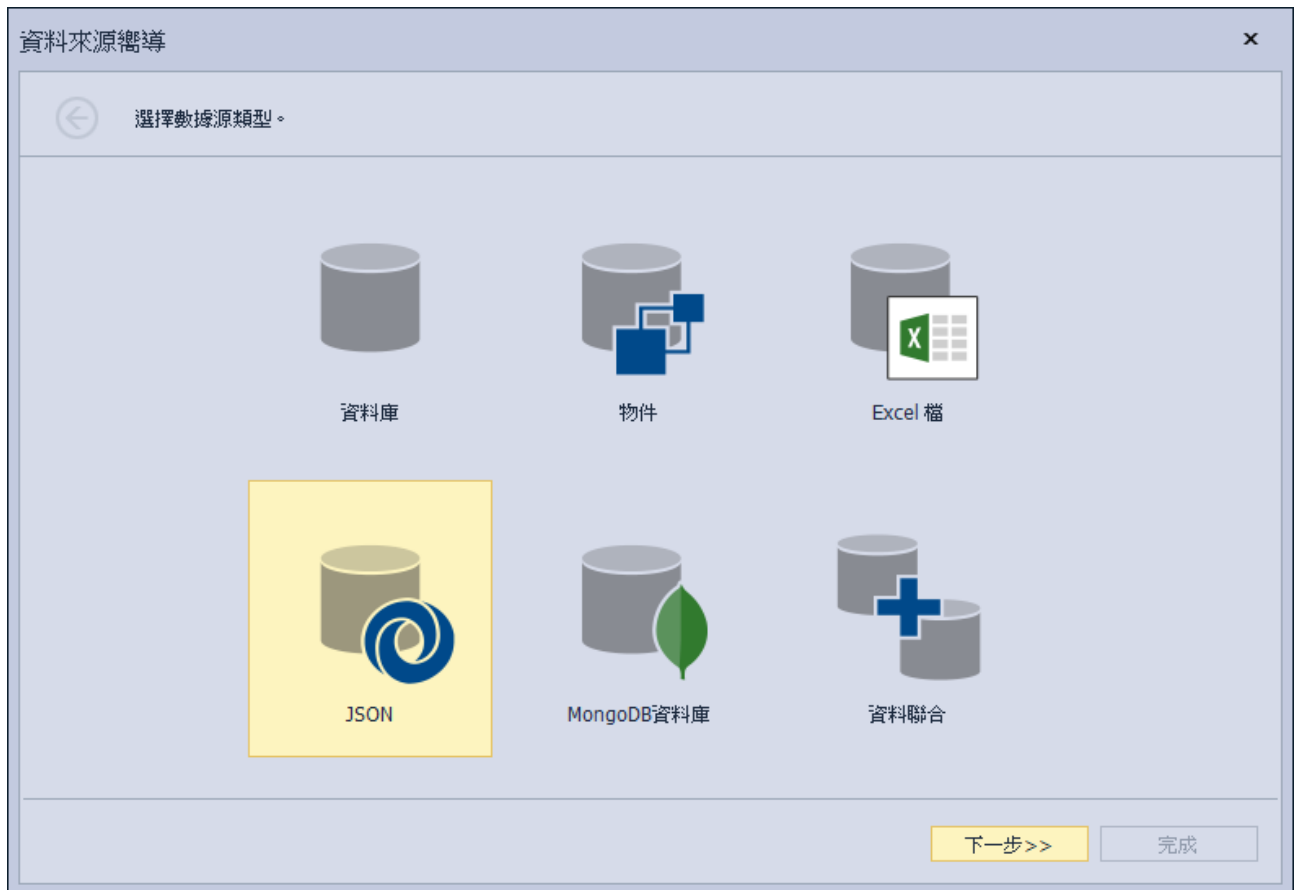 資料來源嚮導
選擇數據源類型。
資料庫
物件
Excel 檔
JSON
MongoDB資料庫
資料聯合
下一步>>
完成